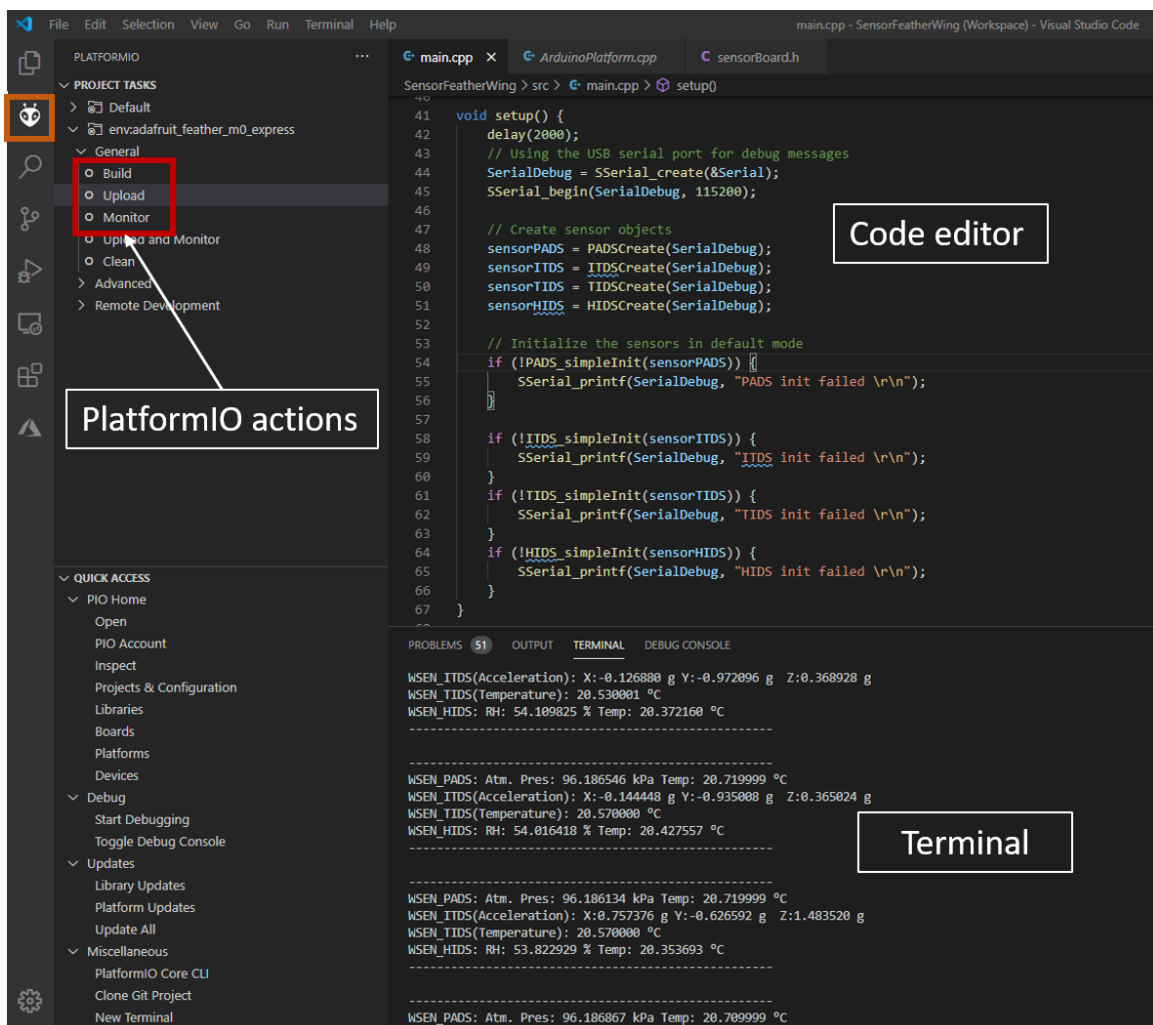 File Edit Selection View Go Run Terminal Help
main.cpp - SensorFeatherWing (Workspace) - Visual Studio Code
PLATFORMIO
PROJECT TASKS
Default
env:adafruit_feather_m0_express
General
Build
Upload
Monitor
Upload and Monitor
Clean
Advanced
Remote Development
PlatformIO actions
QUICK ACCESS
PIO Home
Open
PIO Account
Inspect
Projects & Configuration
Libraries
Boards
Platforms
Devices
Debug
Start Debugging
Toggle Debug Console
Updates
Library Updates
Platform Updates
Update All
Miscellaneous
PlatformIO Core CLI
Clone Git Project
New Terminal
main.cpp ArduinoPlatform.cpp sensorBoard.h
SensorFeatherWing > src > main.cpp > setup()
40
41 void setup() {
42 delay(2000);
43 // Using the USB serial port for debug messages
44 SerialDebug = SSerial_create(&Serial);
45 SSerial_begin(SerialDebug, 115200);
46
47 // Create sensor objects
48 sensorPADS = PADSCreate(SerialDebug);
49 sensorITDS = ITDSCreate(SerialDebug);
50 sensorTIDS = TIDSCreate(SerialDebug);
51 sensorHIDS = HIDSCreate(SerialDebug);
52
53 // Initialize the sensors in default mode
54 if (!PADS_simpleInit(sensorPADS)) {
55 SSerial_printf(SerialDebug, "PADS init failed \r\n");
56 }
57
58 if (!ITDS_simpleInit(sensorITDS)) {
59 SSerial_printf(SerialDebug, "ITDS init failed \r\n");
60 }
61 if (!TIDS_simpleInit(sensorTIDS)) {
62 SSerial_printf(SerialDebug, "TIDS init failed \r\n");
63 }
64 if (!HIDS_simpleInit(sensorHIDS)) {
65 SSerial_printf(SerialDebug, "HIDS init failed \r\n");
66 }
67 }
Code editor
PROBLEMS 51 OUTPUT TERMINAL DEBUG CONSOLE
WSEN_ITDS(Acceleration): X:-0.126880 g Y:-0.972096 g Z:0.368928 g
WSEN_TIDS(Temperature): 20.530001 ºC
WSEN_HIDS: RH: 54.109825 % Temp: 20.372160 ºC
---------------------------------------------------
---------------------------------------------------
WSEN_PADS: Atm. Pres: 96.186546 kPa Temp: 20.719999 ºC
WSEN_ITDS(Acceleration): X:-0.144448 g Y:-0.935008 g Z:0.365024 g
WSEN_TIDS(Temperature): 20.570000 ºC
WSEN_HIDS: RH: 54.016418 % Temp: 20.427557 ºC
---------------------------------------------------
---------------------------------------------------
WSEN_PADS: Atm. Pres: 96.186134 kPa Temp: 20.719999 ºC
WSEN_ITDS(Acceleration): X:0.757376 g Y:-0.626592 g Z:1.483520 g
WSEN_TIDS(Temperature): 20.570000 ºC
WSEN_HIDS: RH: 53.822929 % Temp: 20.353693 ºC
---------------------------------------------------
---------------------------------------------------
WSEN_PADS: Atm. Pres: 96.186867 kPa Temp: 20.709999 ºC
Terminal